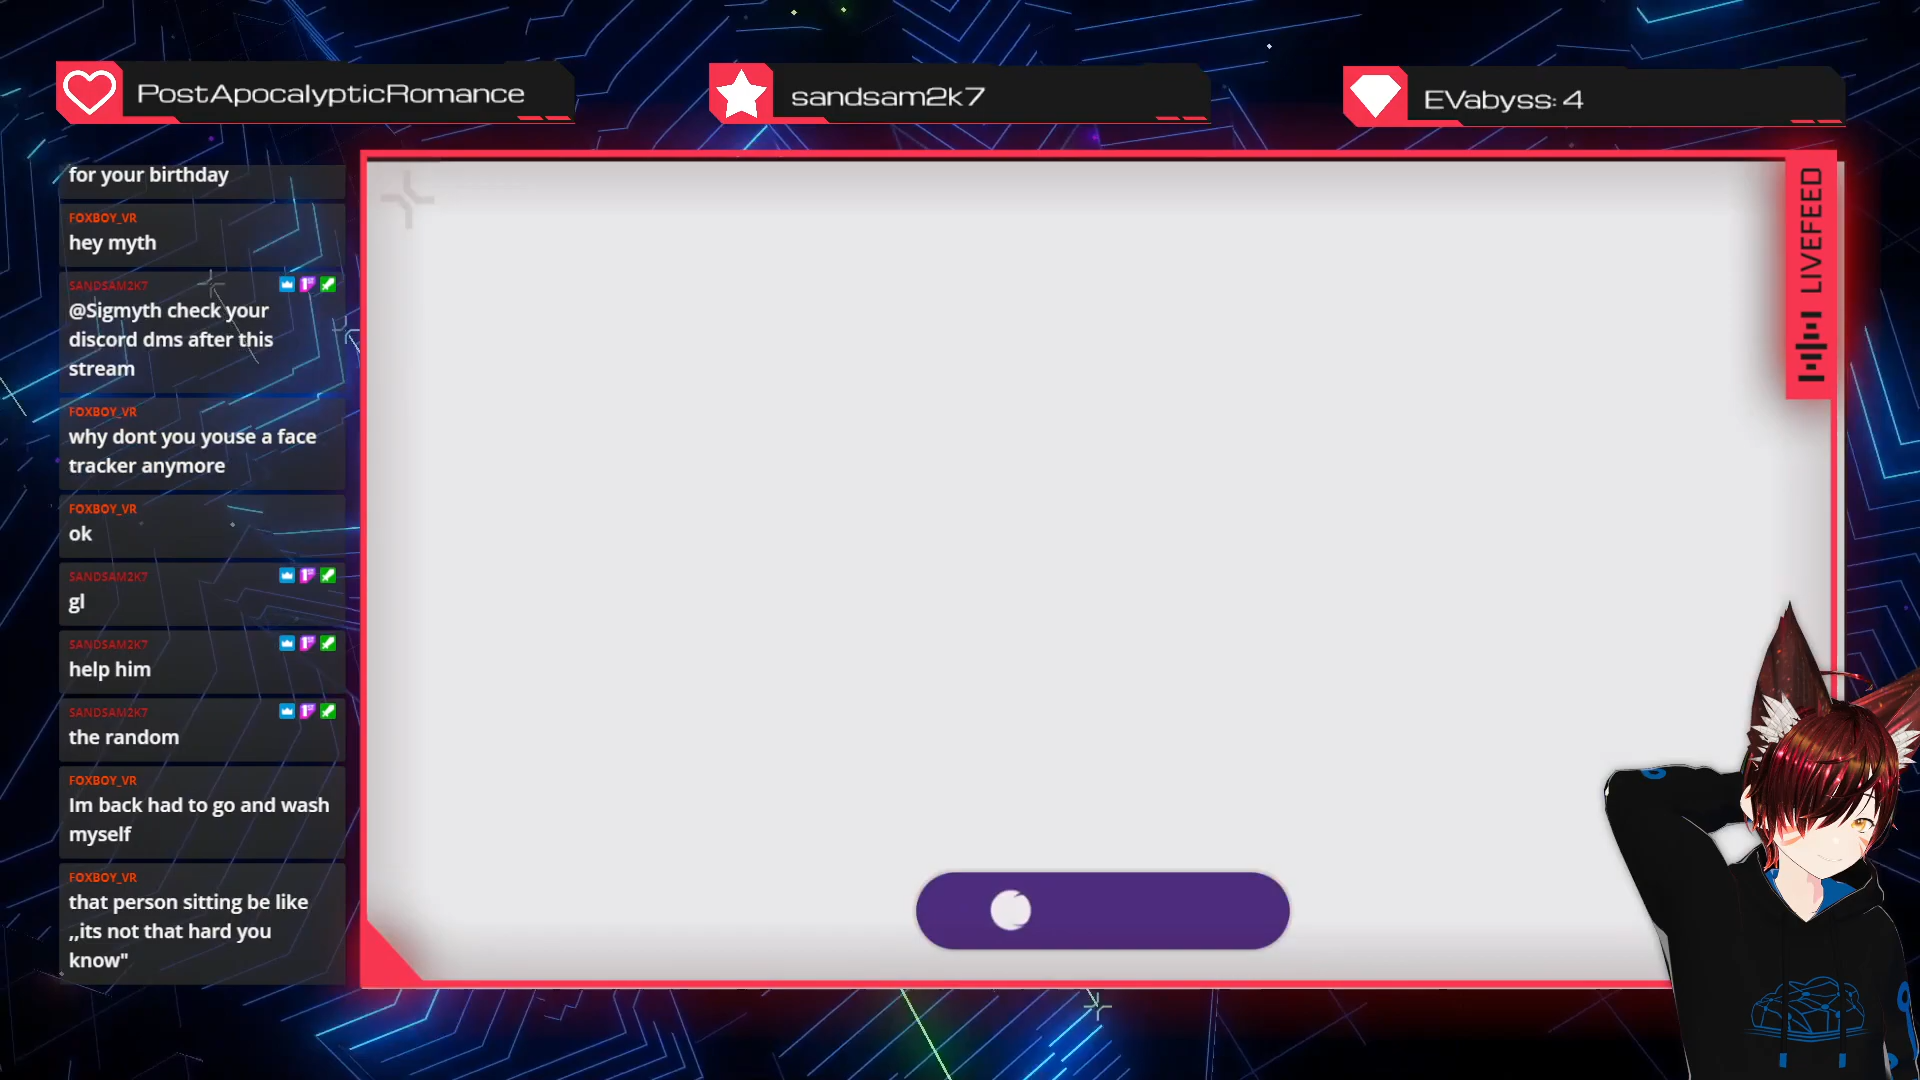 PostApocalypticRomance
sandsam2k7
EVabyss: 4
for your birthday
FOXBOY_VR
hey myth
SANDSAM2K7
@Sigmyth check your
discord dms after this
stream
FOXBOY_VR
why dont you youse a face
tracker anymore
FOXBOY_VR
ok
SANDSAM2K7
gl
SANDSAM2K7
help him
SANDSAM2K7
the random
FOXBOY_VR
Im back had to go and wash
myself
FOXBOY_VR
that person sitting be like
,,its not that hard you
know"
LIVEFEED